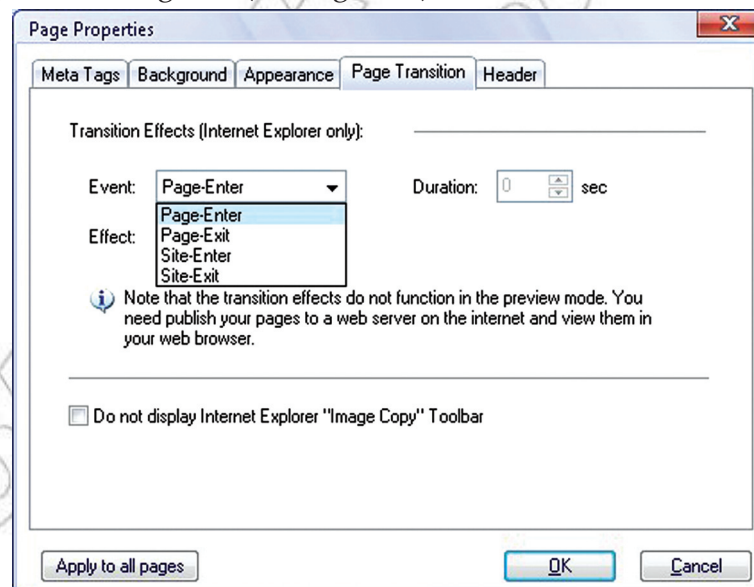 Page Properties
X
Meta Tags Background Appearance Page Transition Header
Transition Effects (Internet Explorer only):
Event: Page-Enter Duration: 0 sec
Page-Enter
Effect: Page-Exit
Site-Enter
Site-Exit
Note that the transition effects do not function in the preview mode. You
need publish your pages to a web server on the internet and view them in
your web browser.
Do not display Internet Explorer "Image Copy" Toolbar
Apply to all pages OK Cancel